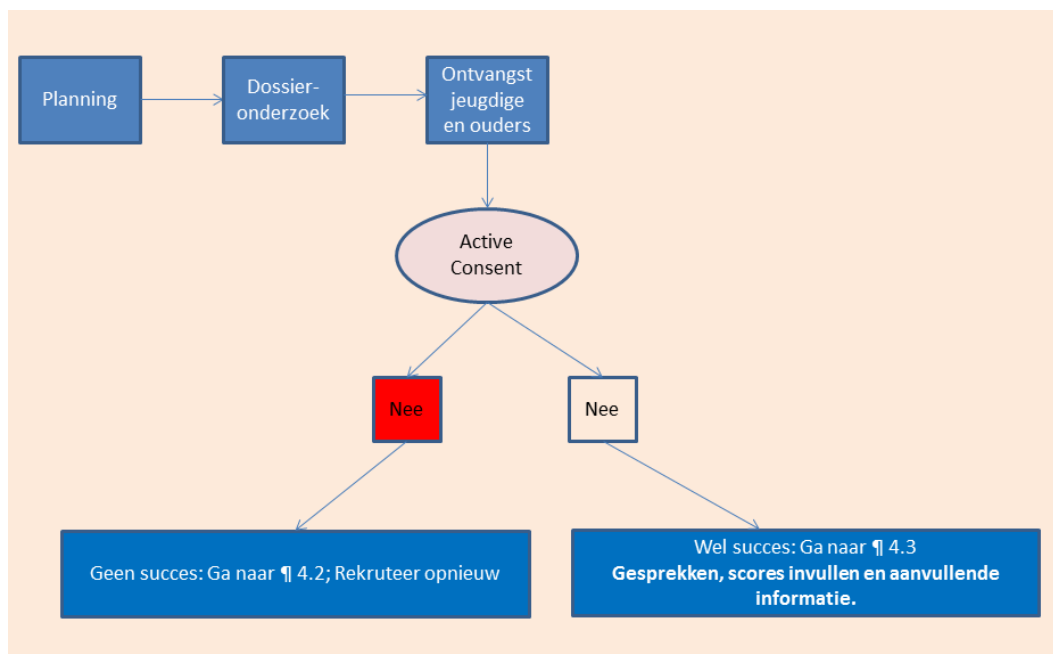 Planning
Dossier-
onderzoek
Ontvangst
jeugdige
en ouders
Active
Consent
Nee
Nee
Geen succes: Ga naar ¶ 4.2; Rekruteer opnieuw
Wel succes: Ga naar ¶ 4.3
Gesprekken, scores invullen en aanvullende
informatie.